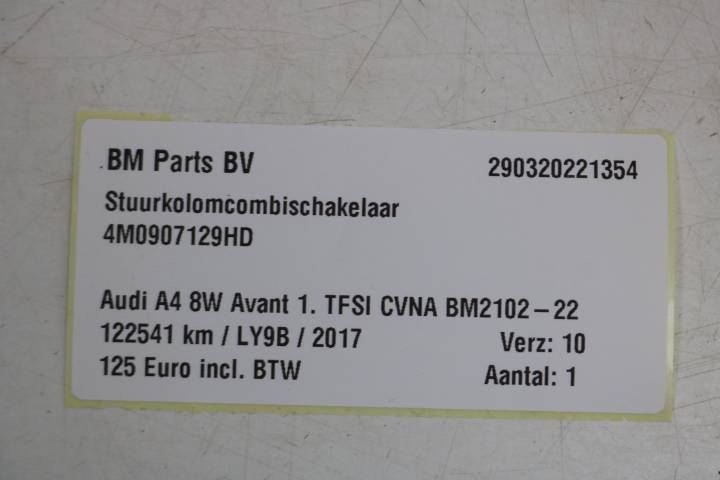 BM Parts BV 290320221354
Stuurkolomcombischakelaar
4M0907129HD
Audi A4 8W Avant 1. TFSI CVNA BM2102-22
122541 km / LY9B / 2017 Verz: 10
125 Euro incl. BTW Aantal: 1